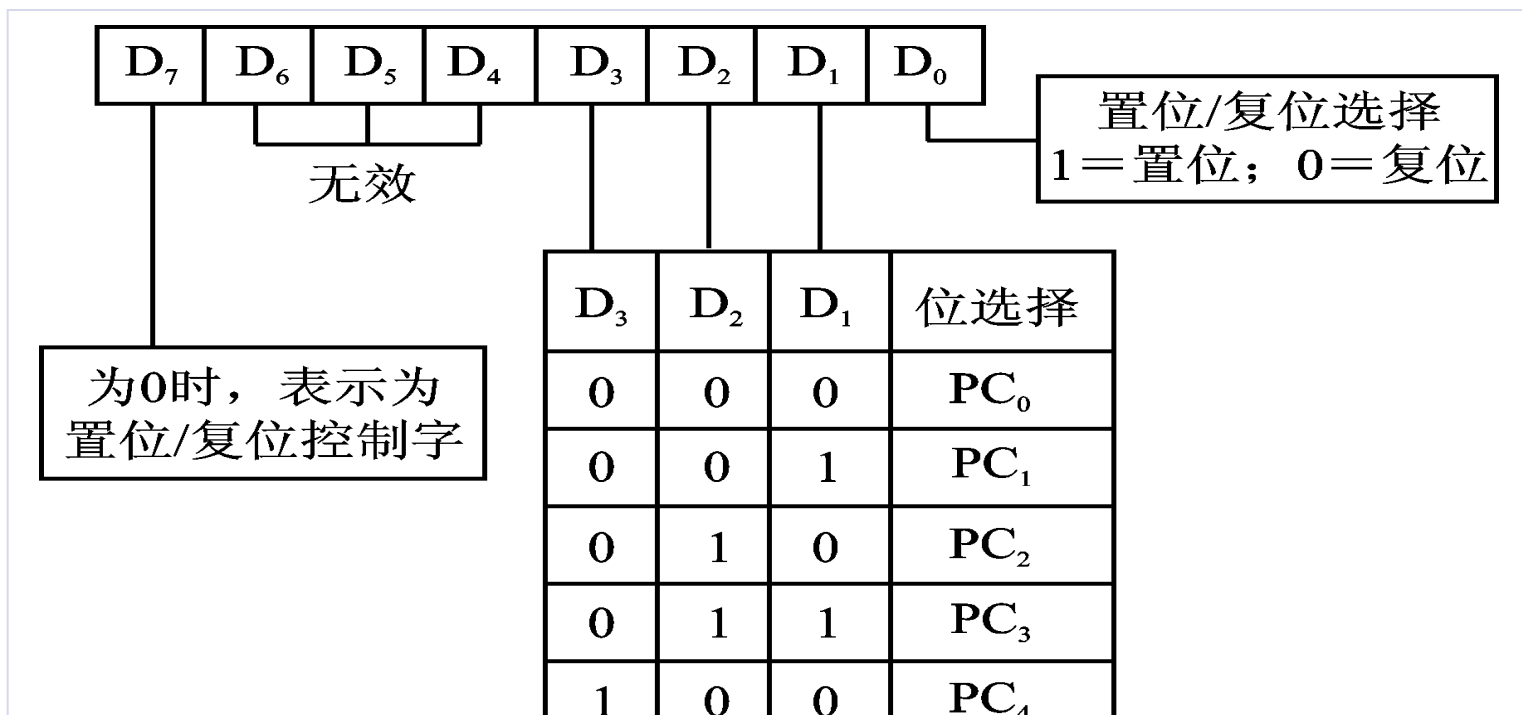 D₇ D₆ D₅ D₄ D₃ D₂ D₁ D₀
置位/复位选择
1＝置位；0＝复位
无效
D₃ D₂ D₁ 位选择
为0时，表示为
置位/复位控制字
0 0 0 PC₀
0 0 1 PC₁
0 1 0 PC₂
0 1 1 PC₃
1 0 0 PC₄